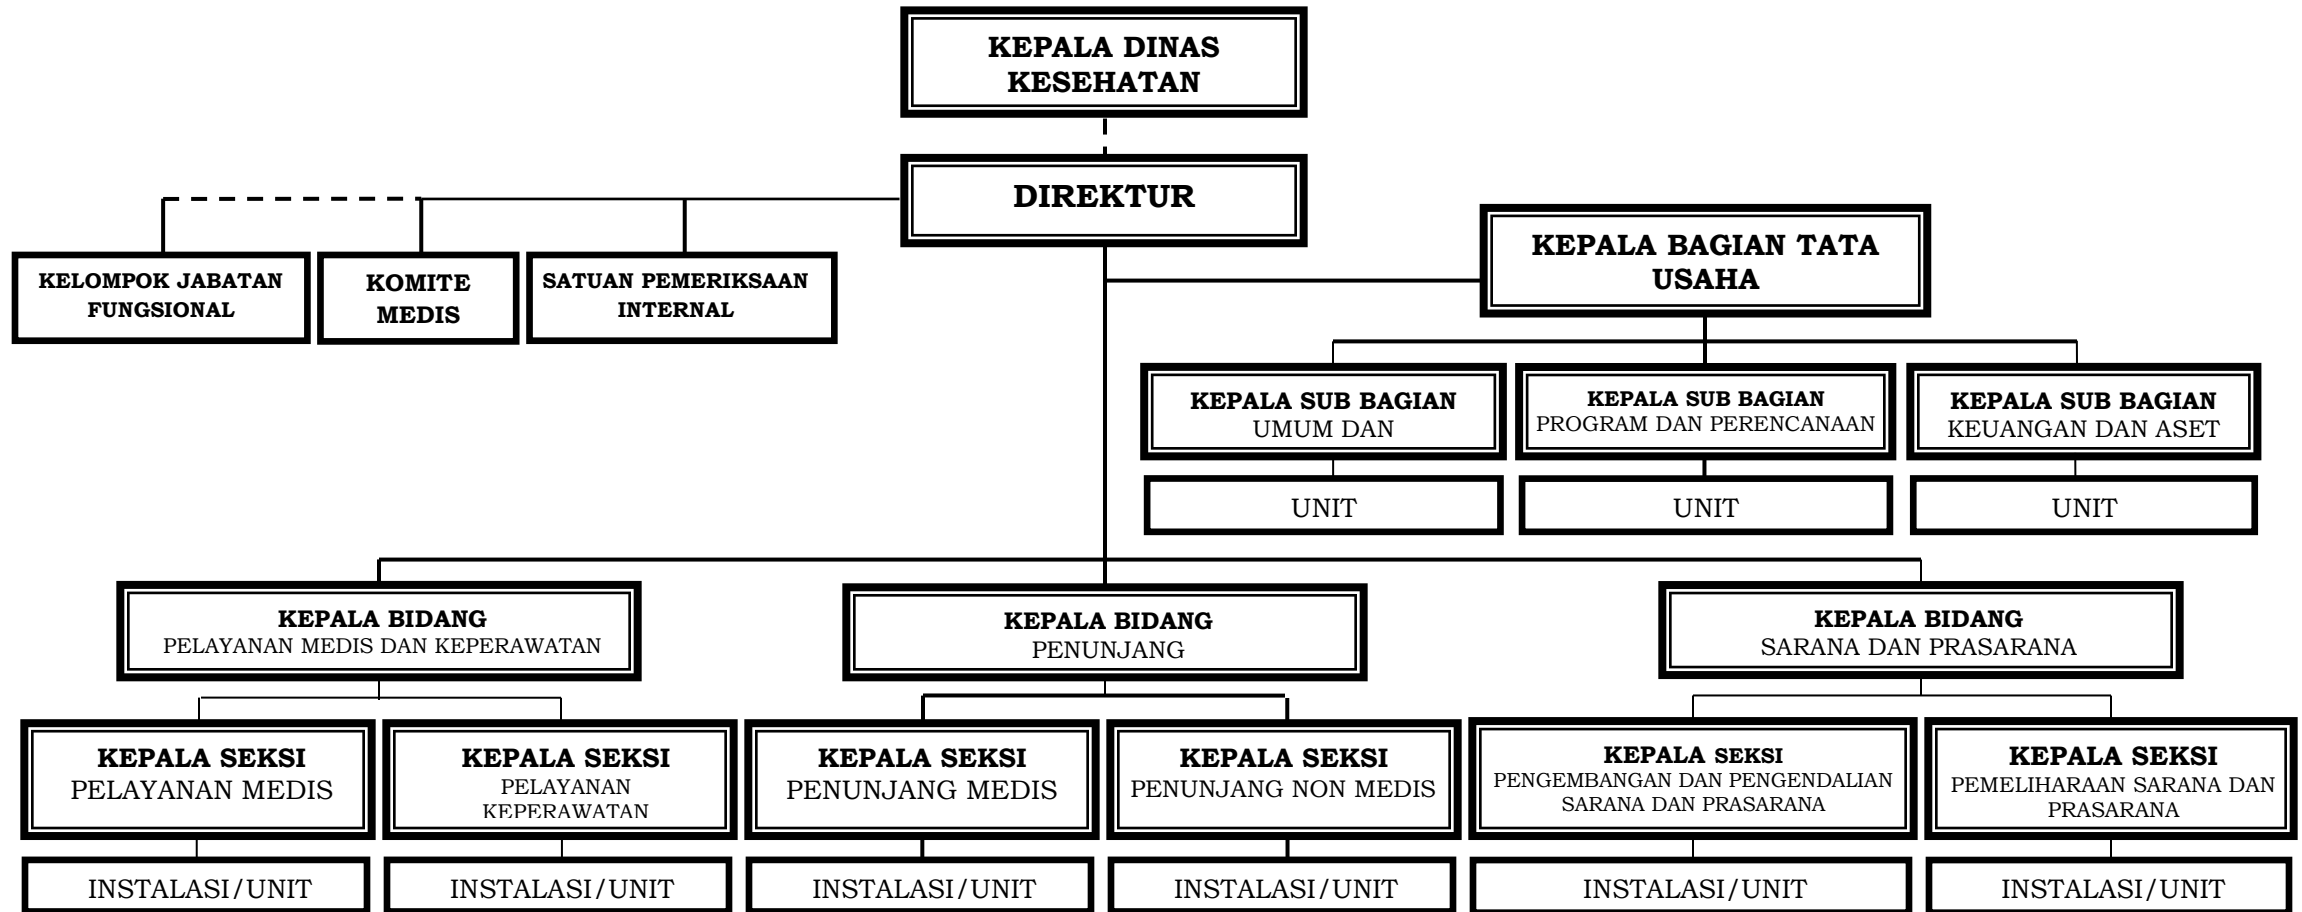 KEPALA DINAS
KESEHATAN
DIREKTUR
KEPALA BAGIAN TATA
USAHA
KELOMPOK JABATAN
FUNGSIONAL
KOMITE
MEDIS
SATUAN PEMERIKSAAN
INTERNAL
KEPALA SUB BAGIAN
UMUM DAN
KEPALA SUB BAGIAN
PROGRAM DAN PERENCANAAN
KEPALA SUB BAGIAN
KEUANGAN DAN ASET
UNIT
UNIT
UNIT
KEPALA BIDANG
PELAYANAN MEDIS DAN KEPERAWATAN
KEPALA BIDANG
PENUNJANG
KEPALA BIDANG
SARANA DAN PRASARANA
KEPALA SEKSI
PELAYANAN MEDIS
KEPALA SEKSI
PELAYANAN
KEPERAWATAN
KEPALA SEKSI
PENUNJANG MEDIS
KEPALA SEKSI
PENUNJANG NON MEDIS
KEPALA SEKSI
PENGEMBANGAN DAN PENGENDALIAN
SARANA DAN PRASARANA
KEPALA SEKSI
PEMELIHARAAN SARANA DAN
PRASARANA
INSTALASI/UNIT
INSTALASI/UNIT
INSTALASI/UNIT
INSTALASI/UNIT
INSTALASI/UNIT
INSTALASI/UNIT